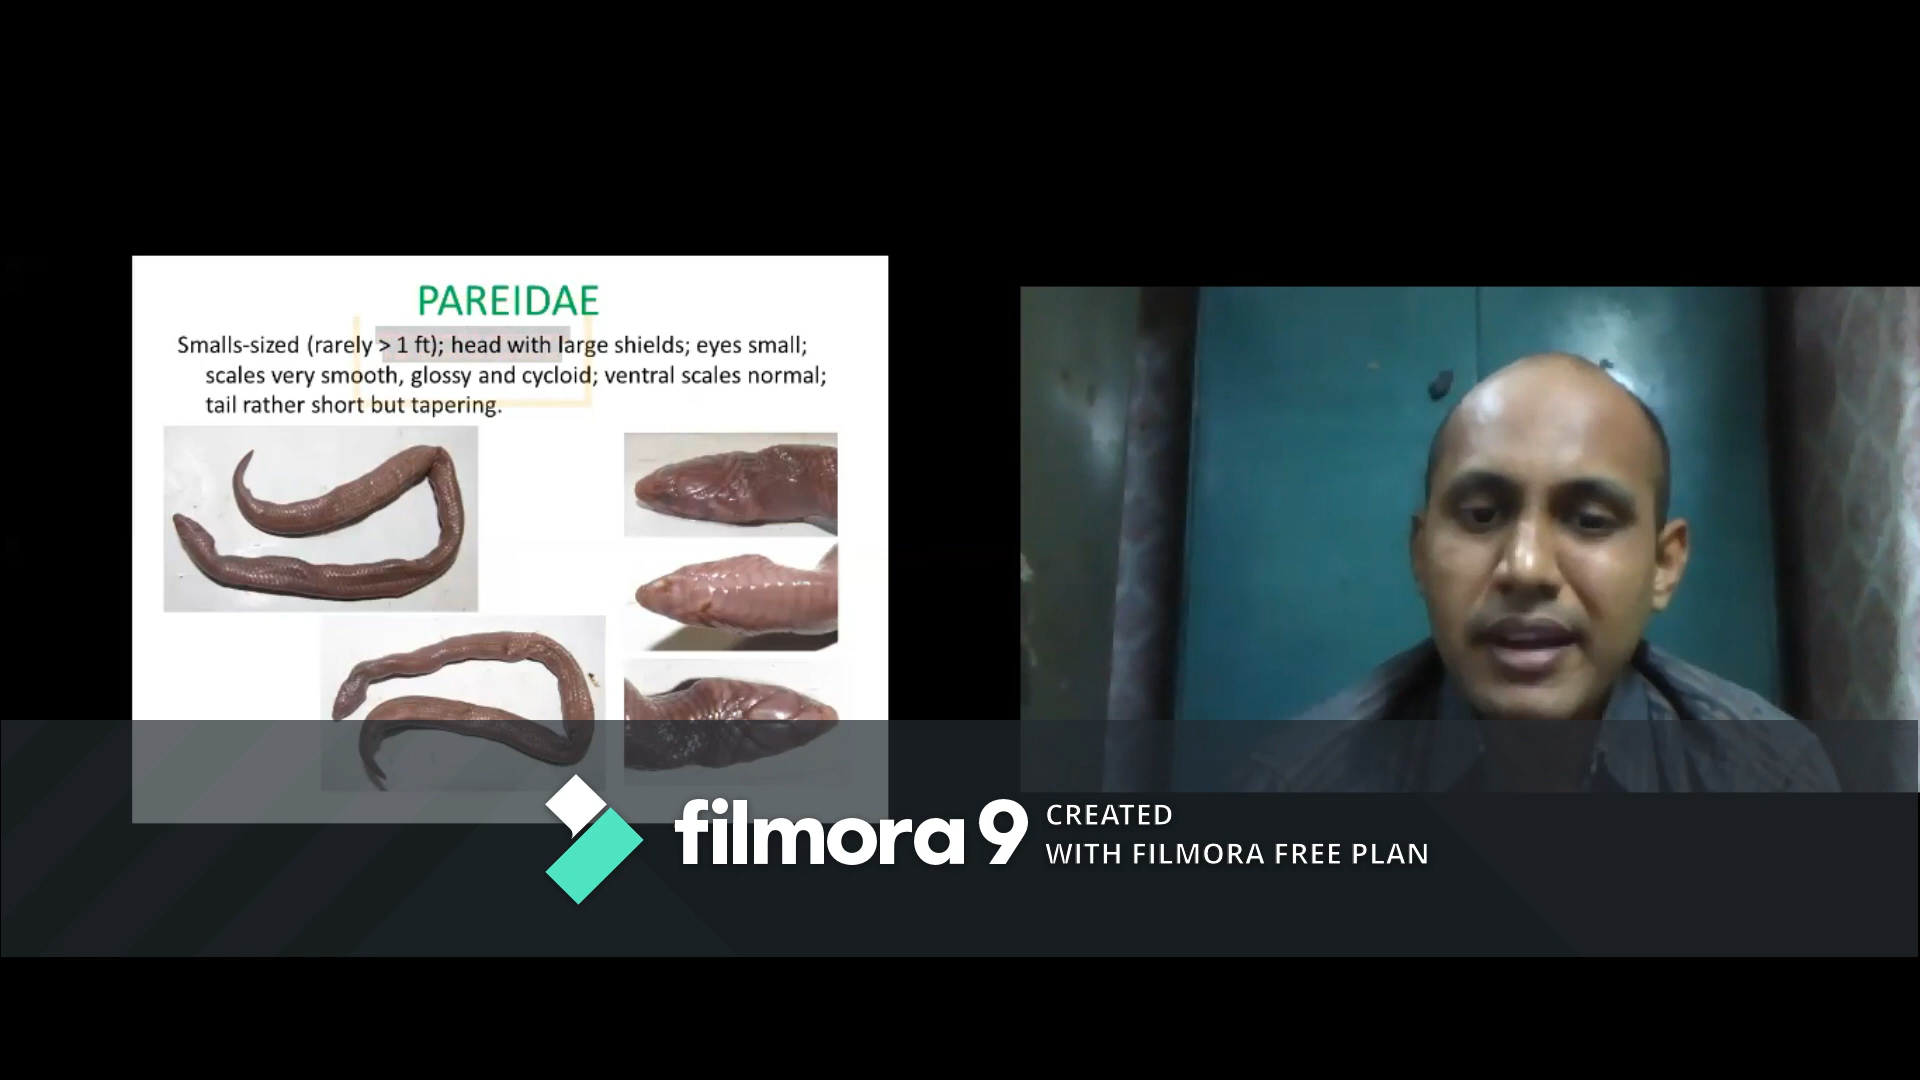 PAREIDAE
Smalls-sized (rarely > 1 ft); head with large shields; eyes small;
scales very smooth, glossy and cycloid; ventral scales normal;
tail rather short but tapering.
filmora 9
CREATED
WITH FILMORA FREE PLAN